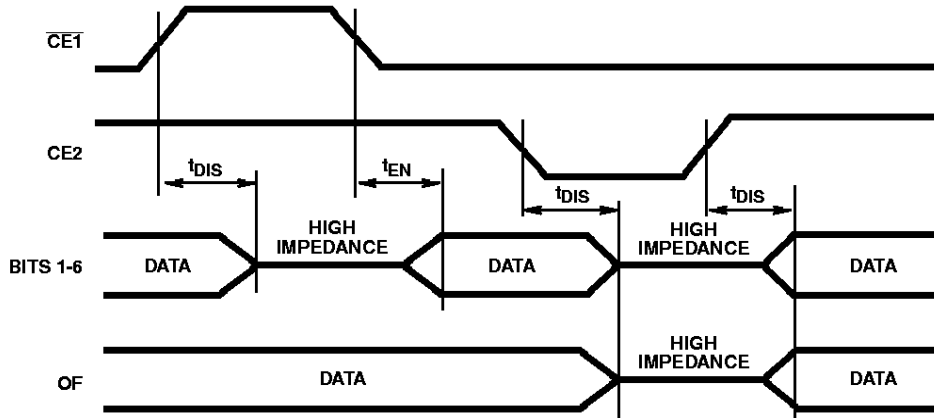 CE1
CE2
tDIS
tEN
tDIS
tDIS
BITS 1-6
DATA
HIGH
IMPEDANCE
DATA
HIGH
IMPEDANCE
DATA
OF
DATA
HIGH
IMPEDANCE
DATA